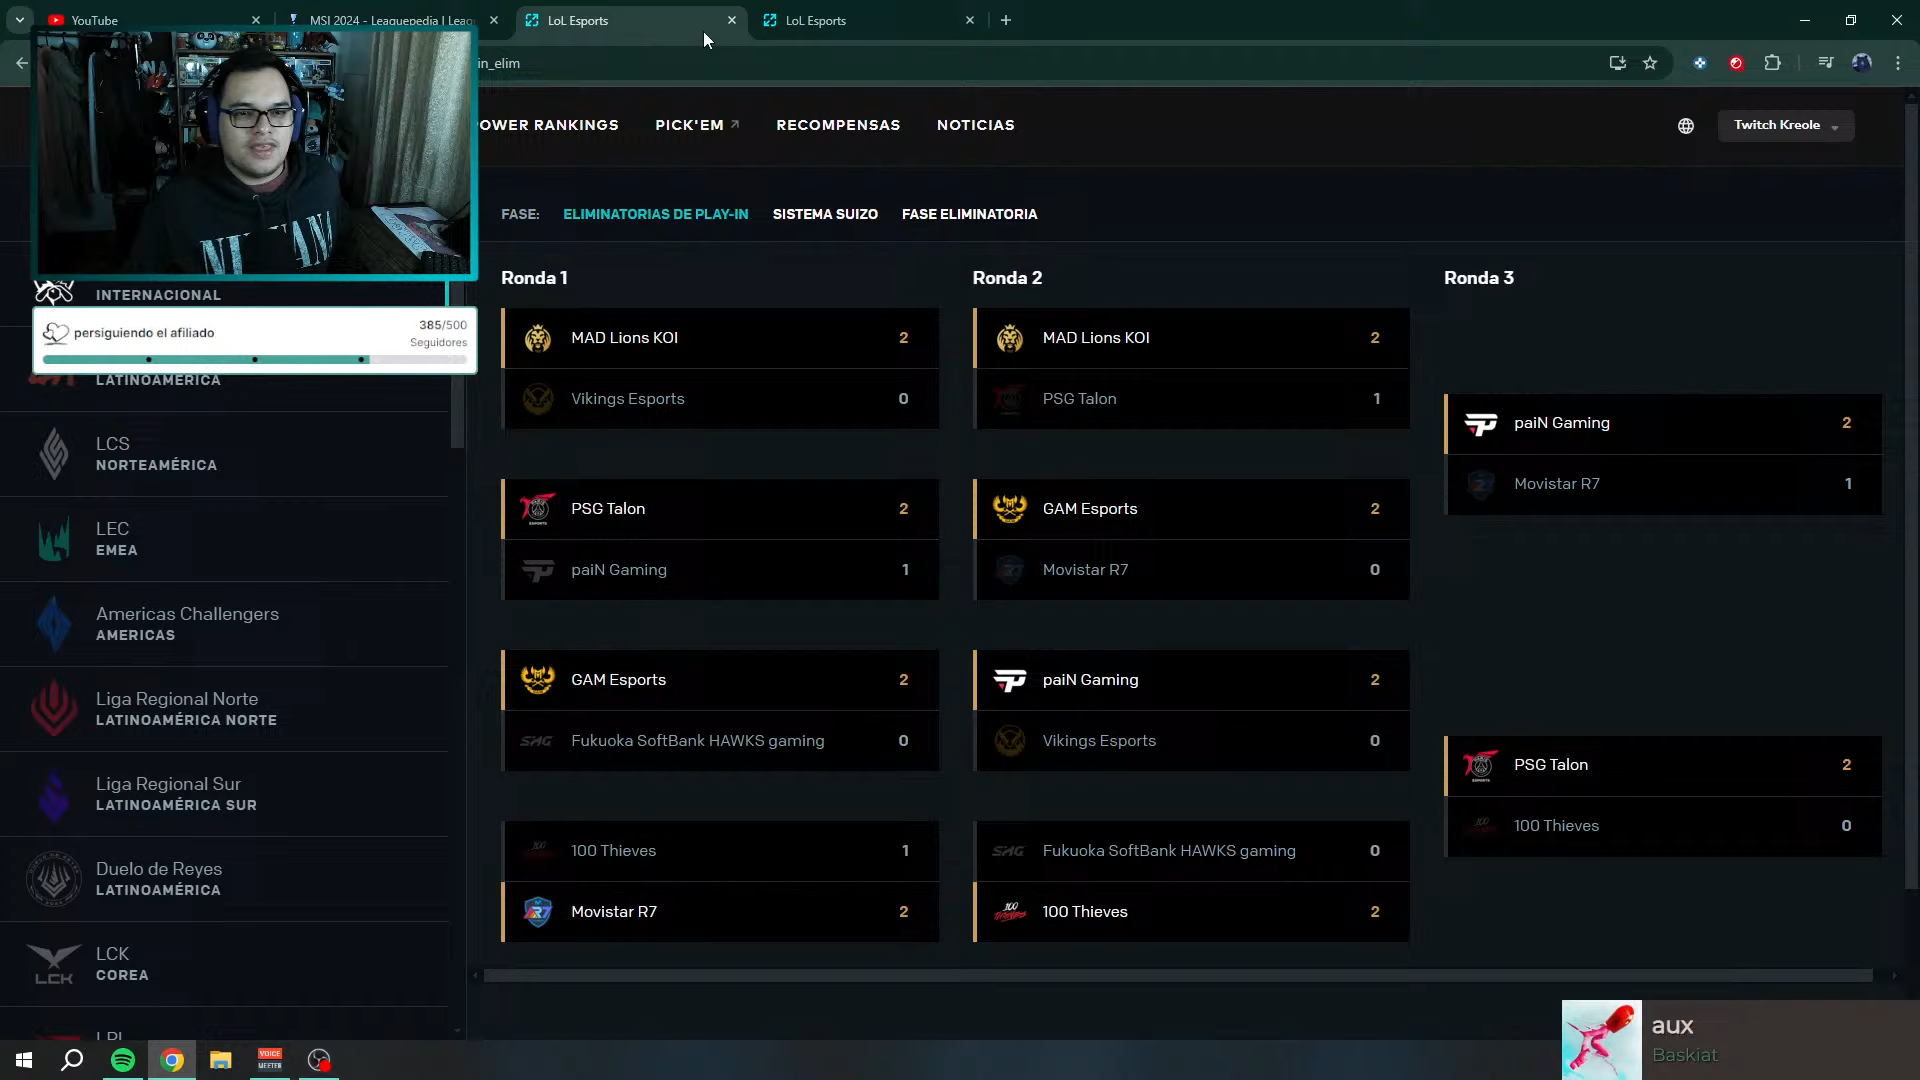 YouTube
MSI 2024 - Leaguepedia | Leag
LoL Esports
LoL Esports
in_elim
OWER RANKINGS
PICK'EM
RECOMPENSAS
NOTICIAS
Twitch Kreole
FASE:
ELIMINATORIAS DE PLAY-IN
SISTEMA SUIZO
FASE ELIMINATORIA
INTERNACIONAL
persiguiendo el afiliado
385/500
Seguidores
LATINOAMÉRICA
LCS
NORTEAMÉRICA
LEC
EMEA
Americas Challengers
AMERICAS
Liga Regional Norte
LATINOAMÉRICA NORTE
Liga Regional Sur
LATINOAMÉRICA SUR
Duelo de Reyes
LATINOAMÉRICA
LCK
LCK
COREA
LPL
Ronda 1
MAD Lions KOI 2
Vikings Esports 0
PSG Talon 2
paiN Gaming 1
GAM Esports 2
Fukuoka SoftBank HAWKS gaming 0
100 Thieves 1
Movistar R7 2
Ronda 2
MAD Lions KOI 2
PSG Talon 1
GAM Esports 2
Movistar R7 0
paiN Gaming 2
Vikings Esports 0
Fukuoka SoftBank HAWKS gaming 0
100 Thieves 2
Ronda 3
paiN Gaming 2
Movistar R7 1
PSG Talon 2
100 Thieves 0
aux
Baskiat
VOICE
MEETER